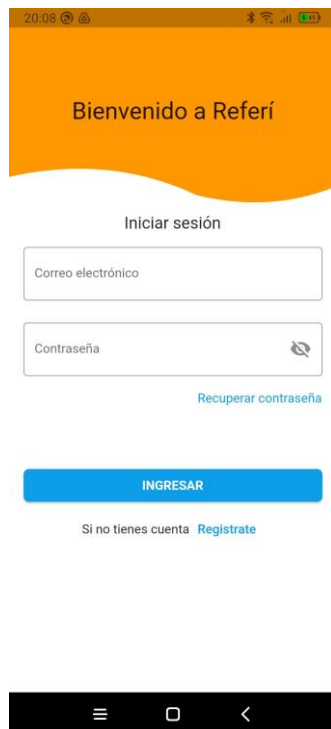 20:08
Bienvenido a Referí
Iniciar sesión
Correo electrónico
Contraseña
Recuperar contraseña
INGRESAR
Si no tienes cuenta Registrate